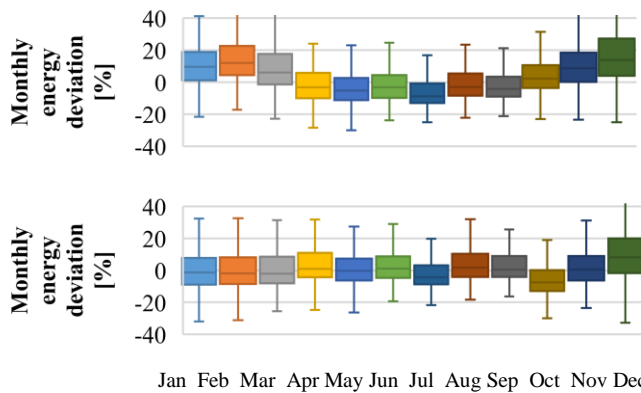 Monthly
energy
deviation
[%]
40
20
0
-20
-40
Monthly
energy
deviation
[%]
40
20
0
-20
-40
Jan Feb Mar Apr May Jun Jul Aug Sep Oct Nov Dec